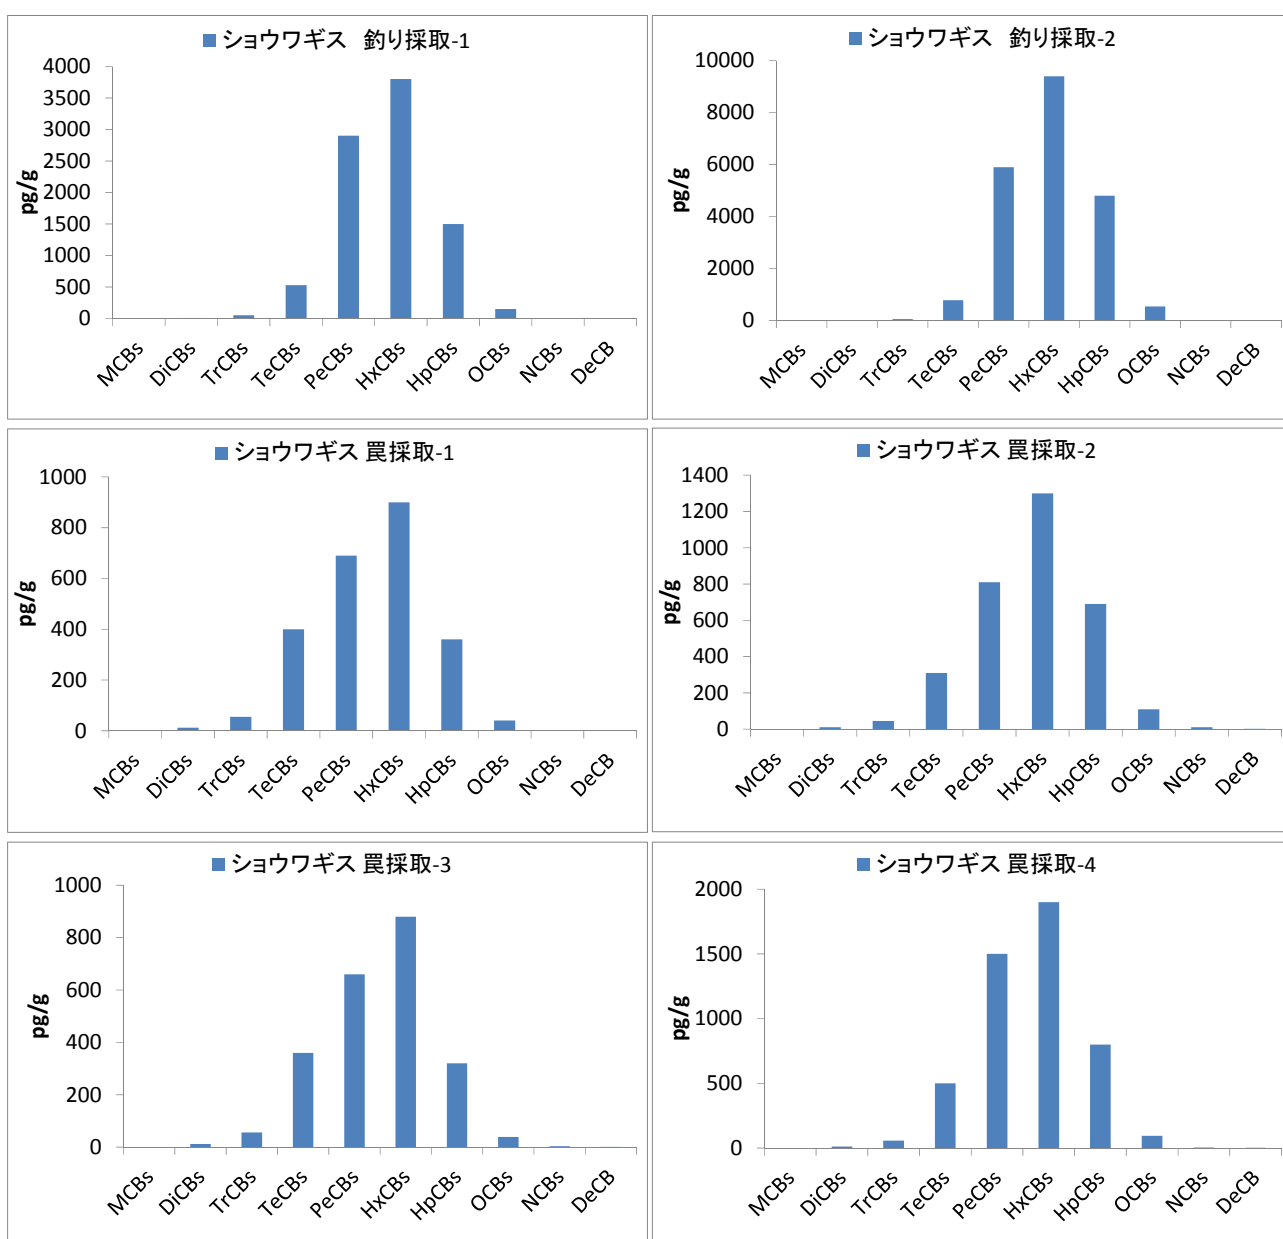 ショウワギス　釣り採取-1
4000
3500
3000
2500
2000
1500
1000
500
0
pg/g
MCBs
DiCBs
TrCBs
TeCBs
PeCBs
HxCBs
HpCBs
OCBs
NCBs
DeCB
ショウワギス　釣り採取-2
10000
8000
6000
4000
2000
0
pg/g
MCBs
DiCBs
TrCBs
TeCBs
PeCBs
HxCBs
HpCBs
OCBs
NCBs
DeCB
ショウワギス 罠採取-1
1000
800
600
400
200
0
pg/g
MCBs
DiCBs
TrCBs
TeCBs
PeCBs
HxCBs
HpCBs
OCBs
NCBs
DeCB
ショウワギス 罠採取-2
1400
1200
1000
800
600
400
200
0
pg/g
MCBs
DiCBs
TrCBs
TeCBs
PeCBs
HxCBs
HpCBs
OCBs
NCBs
DeCB
ショウワギス 罠採取-3
1000
800
600
400
200
0
pg/g
MCBs
DiCBs
TrCBs
TeCBs
PeCBs
HxCBs
HpCBs
OCBs
NCBs
DeCB
ショウワギス 罠採取-4
2000
1500
1000
500
0
pg/g
MCBs
DiCBs
TrCBs
TeCBs
PeCBs
HxCBs
HpCBs
OCBs
NCBs
DeCB